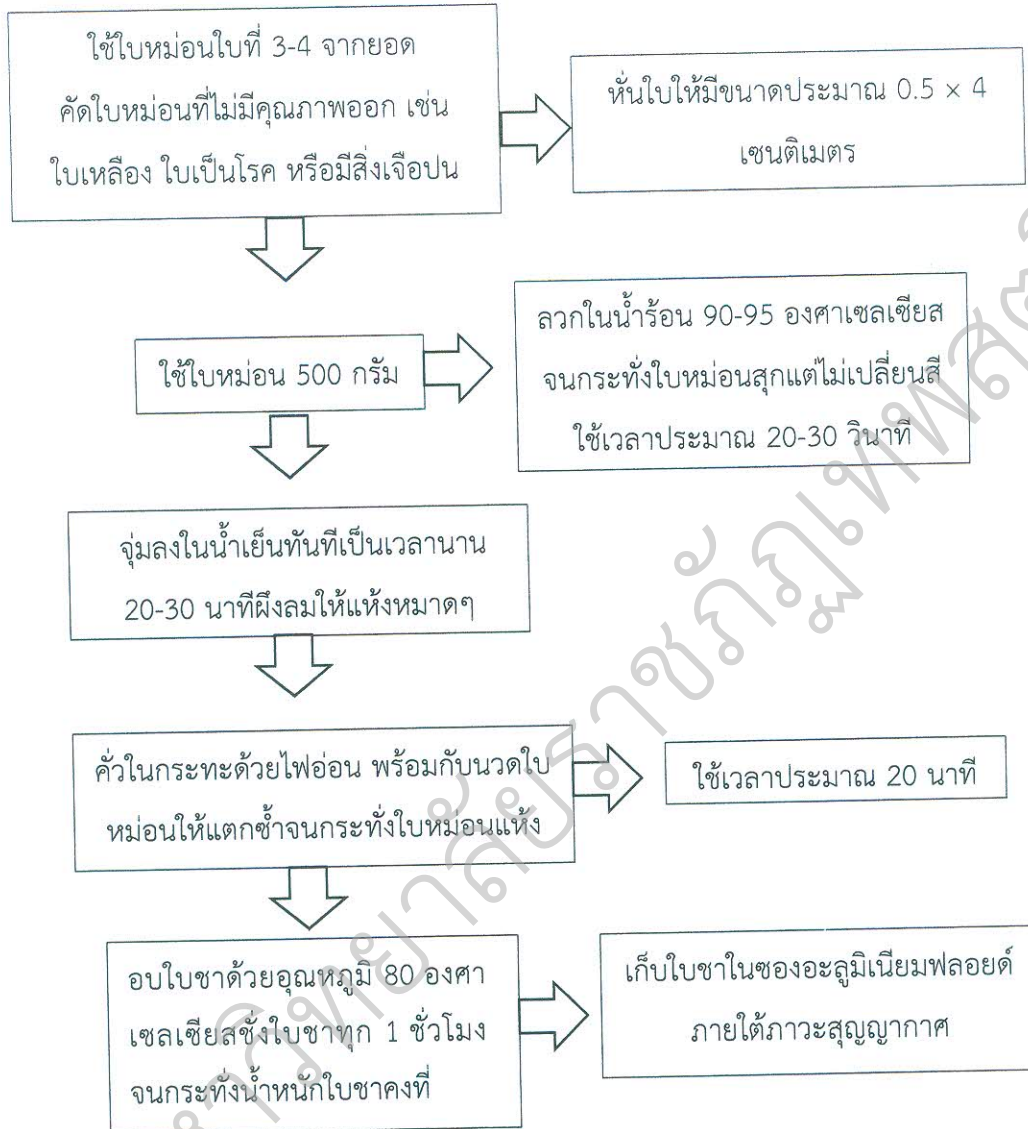 ใช้ใบหม่อนใบที่ 3-4 จากยอด
คัดใบหม่อนที่ไม่มีคุณภาพออก เช่น
ใบเหลือง ใบเป็นโรค หรือมีสิ่งเจือปน
หั่นใบให้มีขนาดประมาณ 0.5 × 4
เซนติเมตร
ใช้ใบหม่อน 500 กรัม
ลวกในน้ำร้อน 90-95 องศาเซลเซียส
จนกระทั่งใบหม่อนสุกแต่ไม่เปลี่ยนสี
ใช้เวลาประมาณ 20-30 วินาที
จุ่มลงในน้ำเย็นทันทีเป็นเวลานาน
20-30 นาทีผึ่งลมให้แห้งหมาดๆ
คั่วในกระทะด้วยไฟอ่อน พร้อมกับนวดใบ
หม่อนให้แตกช้ำจนกระทั่งใบหม่อนแห้ง
ใช้เวลาประมาณ 20 นาที
อบใบชาด้วยอุณหภูมิ 80 องศา
เซลเซียสชั่งใบชาทุก 1 ชั่วโมง
จนกระทั่งน้ำหนักใบชาคงที่
เก็บใบชาในซองอะลูมิเนียมฟลอยด์
ภายใต้ภาวะสุญญากาศ